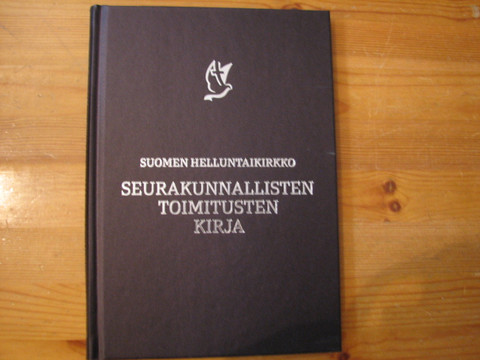 SUOMEN HELLUNTAIKIRKKO
SEURAKUNNALLISTEN
TOIMITUSTEN
KIRJA